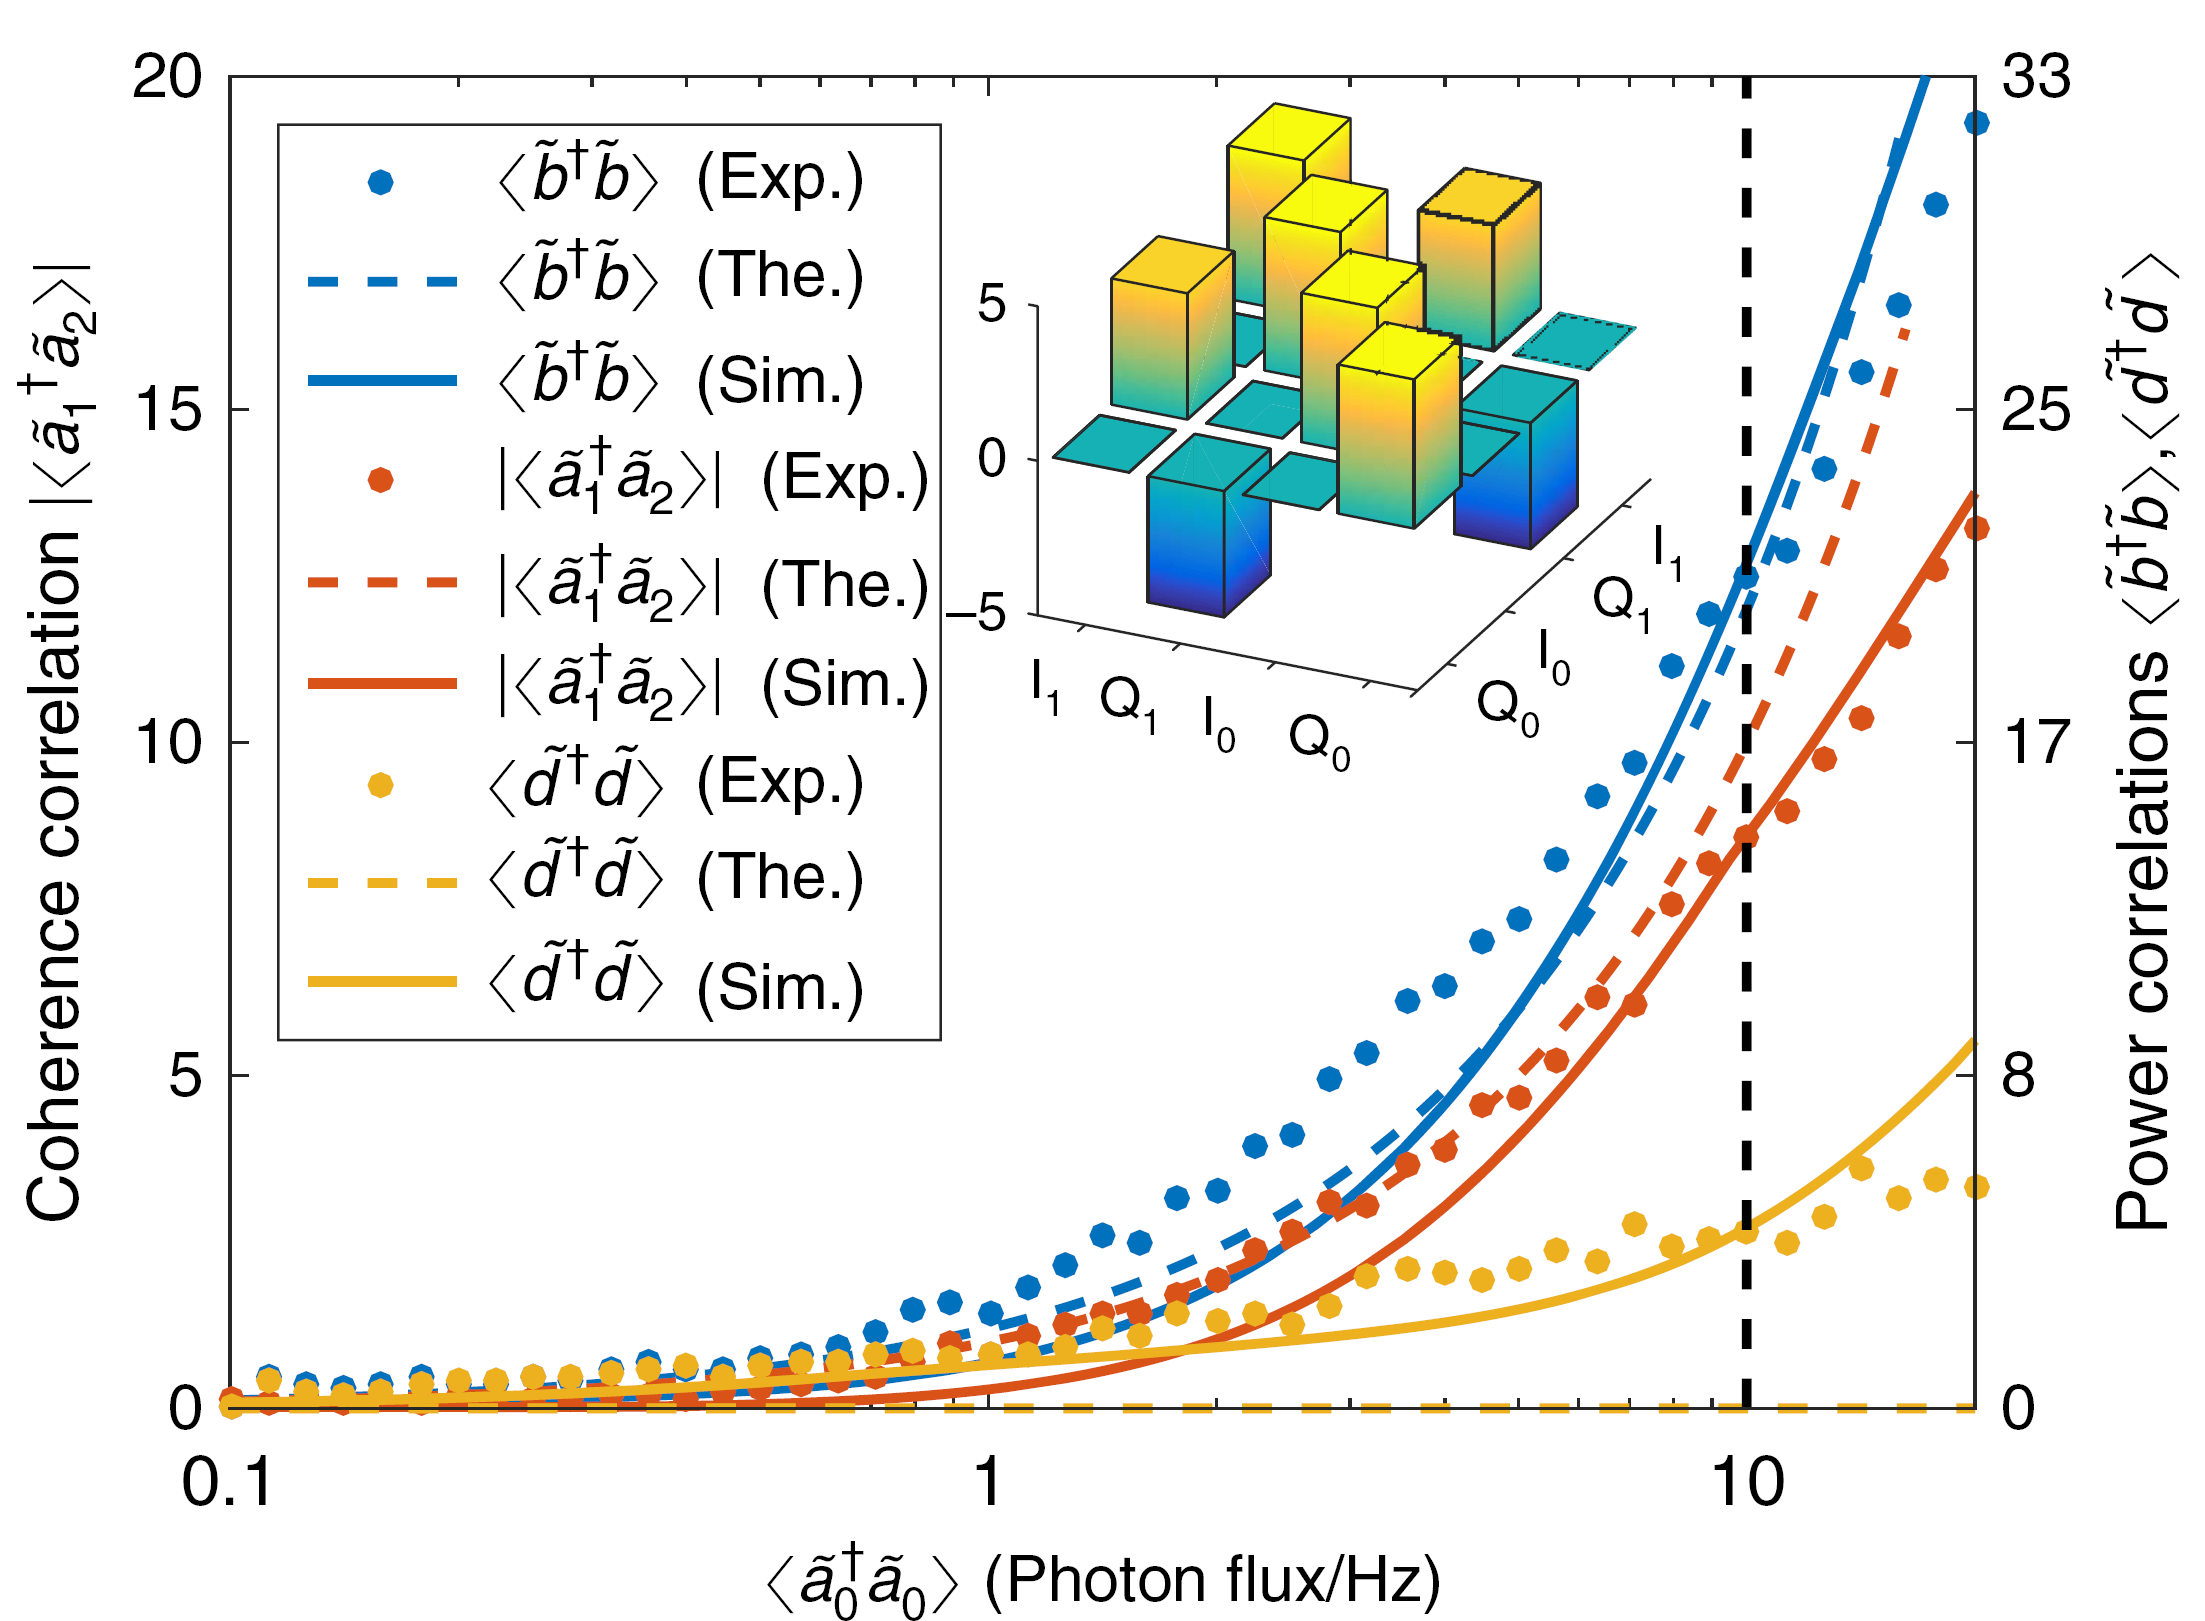 20
15
10
5
0
Coherence correlation |⟨ã₁†ã₂⟩|
⟨b̃†b̃⟩ (Exp.)
⟨b̃†b̃⟩ (The.)
⟨b̃†b̃⟩ (Sim.)
|⟨ã₁†ã₂⟩| (Exp.)
|⟨ã₁†ã₂⟩| (The.)
|⟨ã₁†ã₂⟩| (Sim.)
⟨d̃†d̃⟩ (Exp.)
⟨d̃†d̃⟩ (The.)
⟨d̃†d̃⟩ (Sim.)
5
0
–5
I₁ Q₁ I₀ Q₀
Q₀ I₀ Q₁ I₁
33
25
17
8
0
Power correlations ⟨b̃†b̃⟩,⟨d̃†d̃⟩
0.1 1 10
⟨ã₀†ã₀⟩ (Photon flux/Hz)